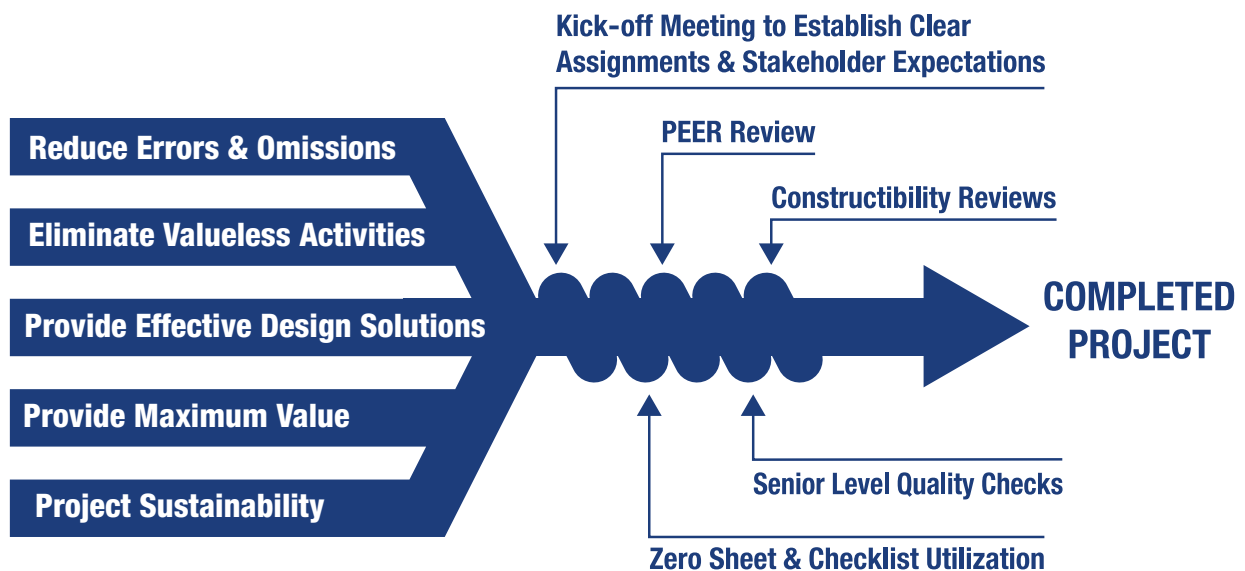 Kick-off Meeting to Establish Clear
Assignments & Stakeholder Expectations
PEER Review
Constructibility Reviews
Reduce Errors & Omissions
Eliminate Valueless Activities
Provide Effective Design Solutions
Provide Maximum Value
Project Sustainability
COMPLETED
PROJECT
Senior Level Quality Checks
Zero Sheet & Checklist Utilization